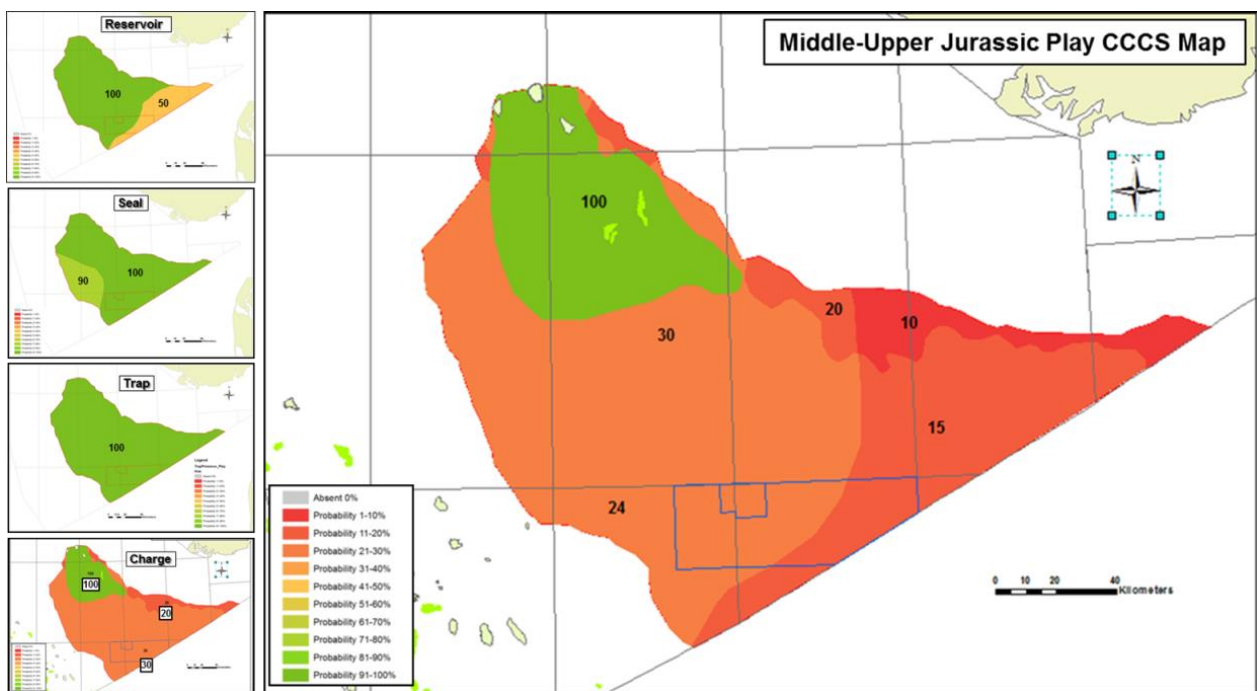 Reservoir
100
50
Seal
90
100
Trap
100
Charge
100
20
30
Middle-Upper Jurassic Play CCCS Map
N
100
30
20
10
15
24
Absent 0%
Probability 1-10%
Probability 11-20%
Probability 21-30%
Probability 31-40%
Probability 41-50%
Probability 51-60%
Probability 61-70%
Probability 71-80%
Probability 81-90%
Probability 91-100%
0 10 20 30 40
Kilometers